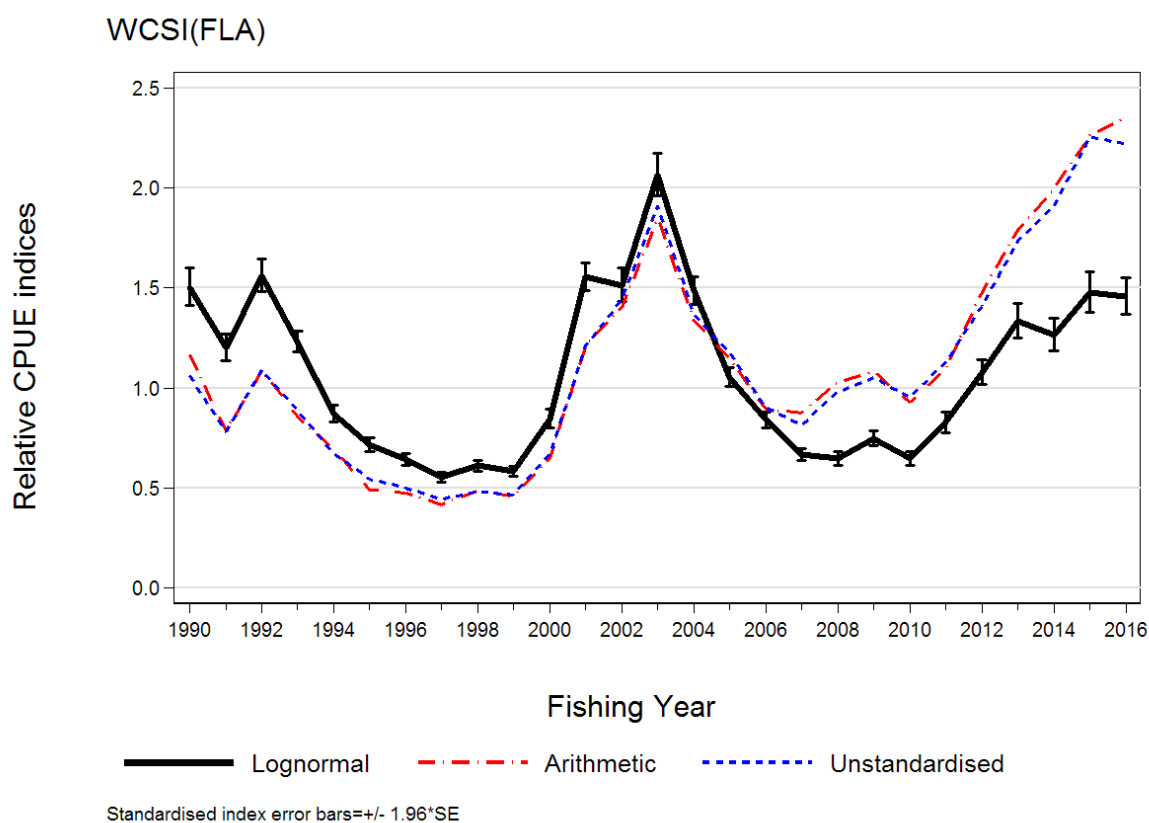 WCSI(FLA)
Relative CPUE indices
2.5
2.0
1.5
1.0
0.5
0.0
1990 1992 1994 1996 1998 2000 2002 2004 2006 2008 2010 2012 2014 2016
Fishing Year
Lognormal Arithmetic Unstandardised
Standardised index error bars=+/- 1.96*SE